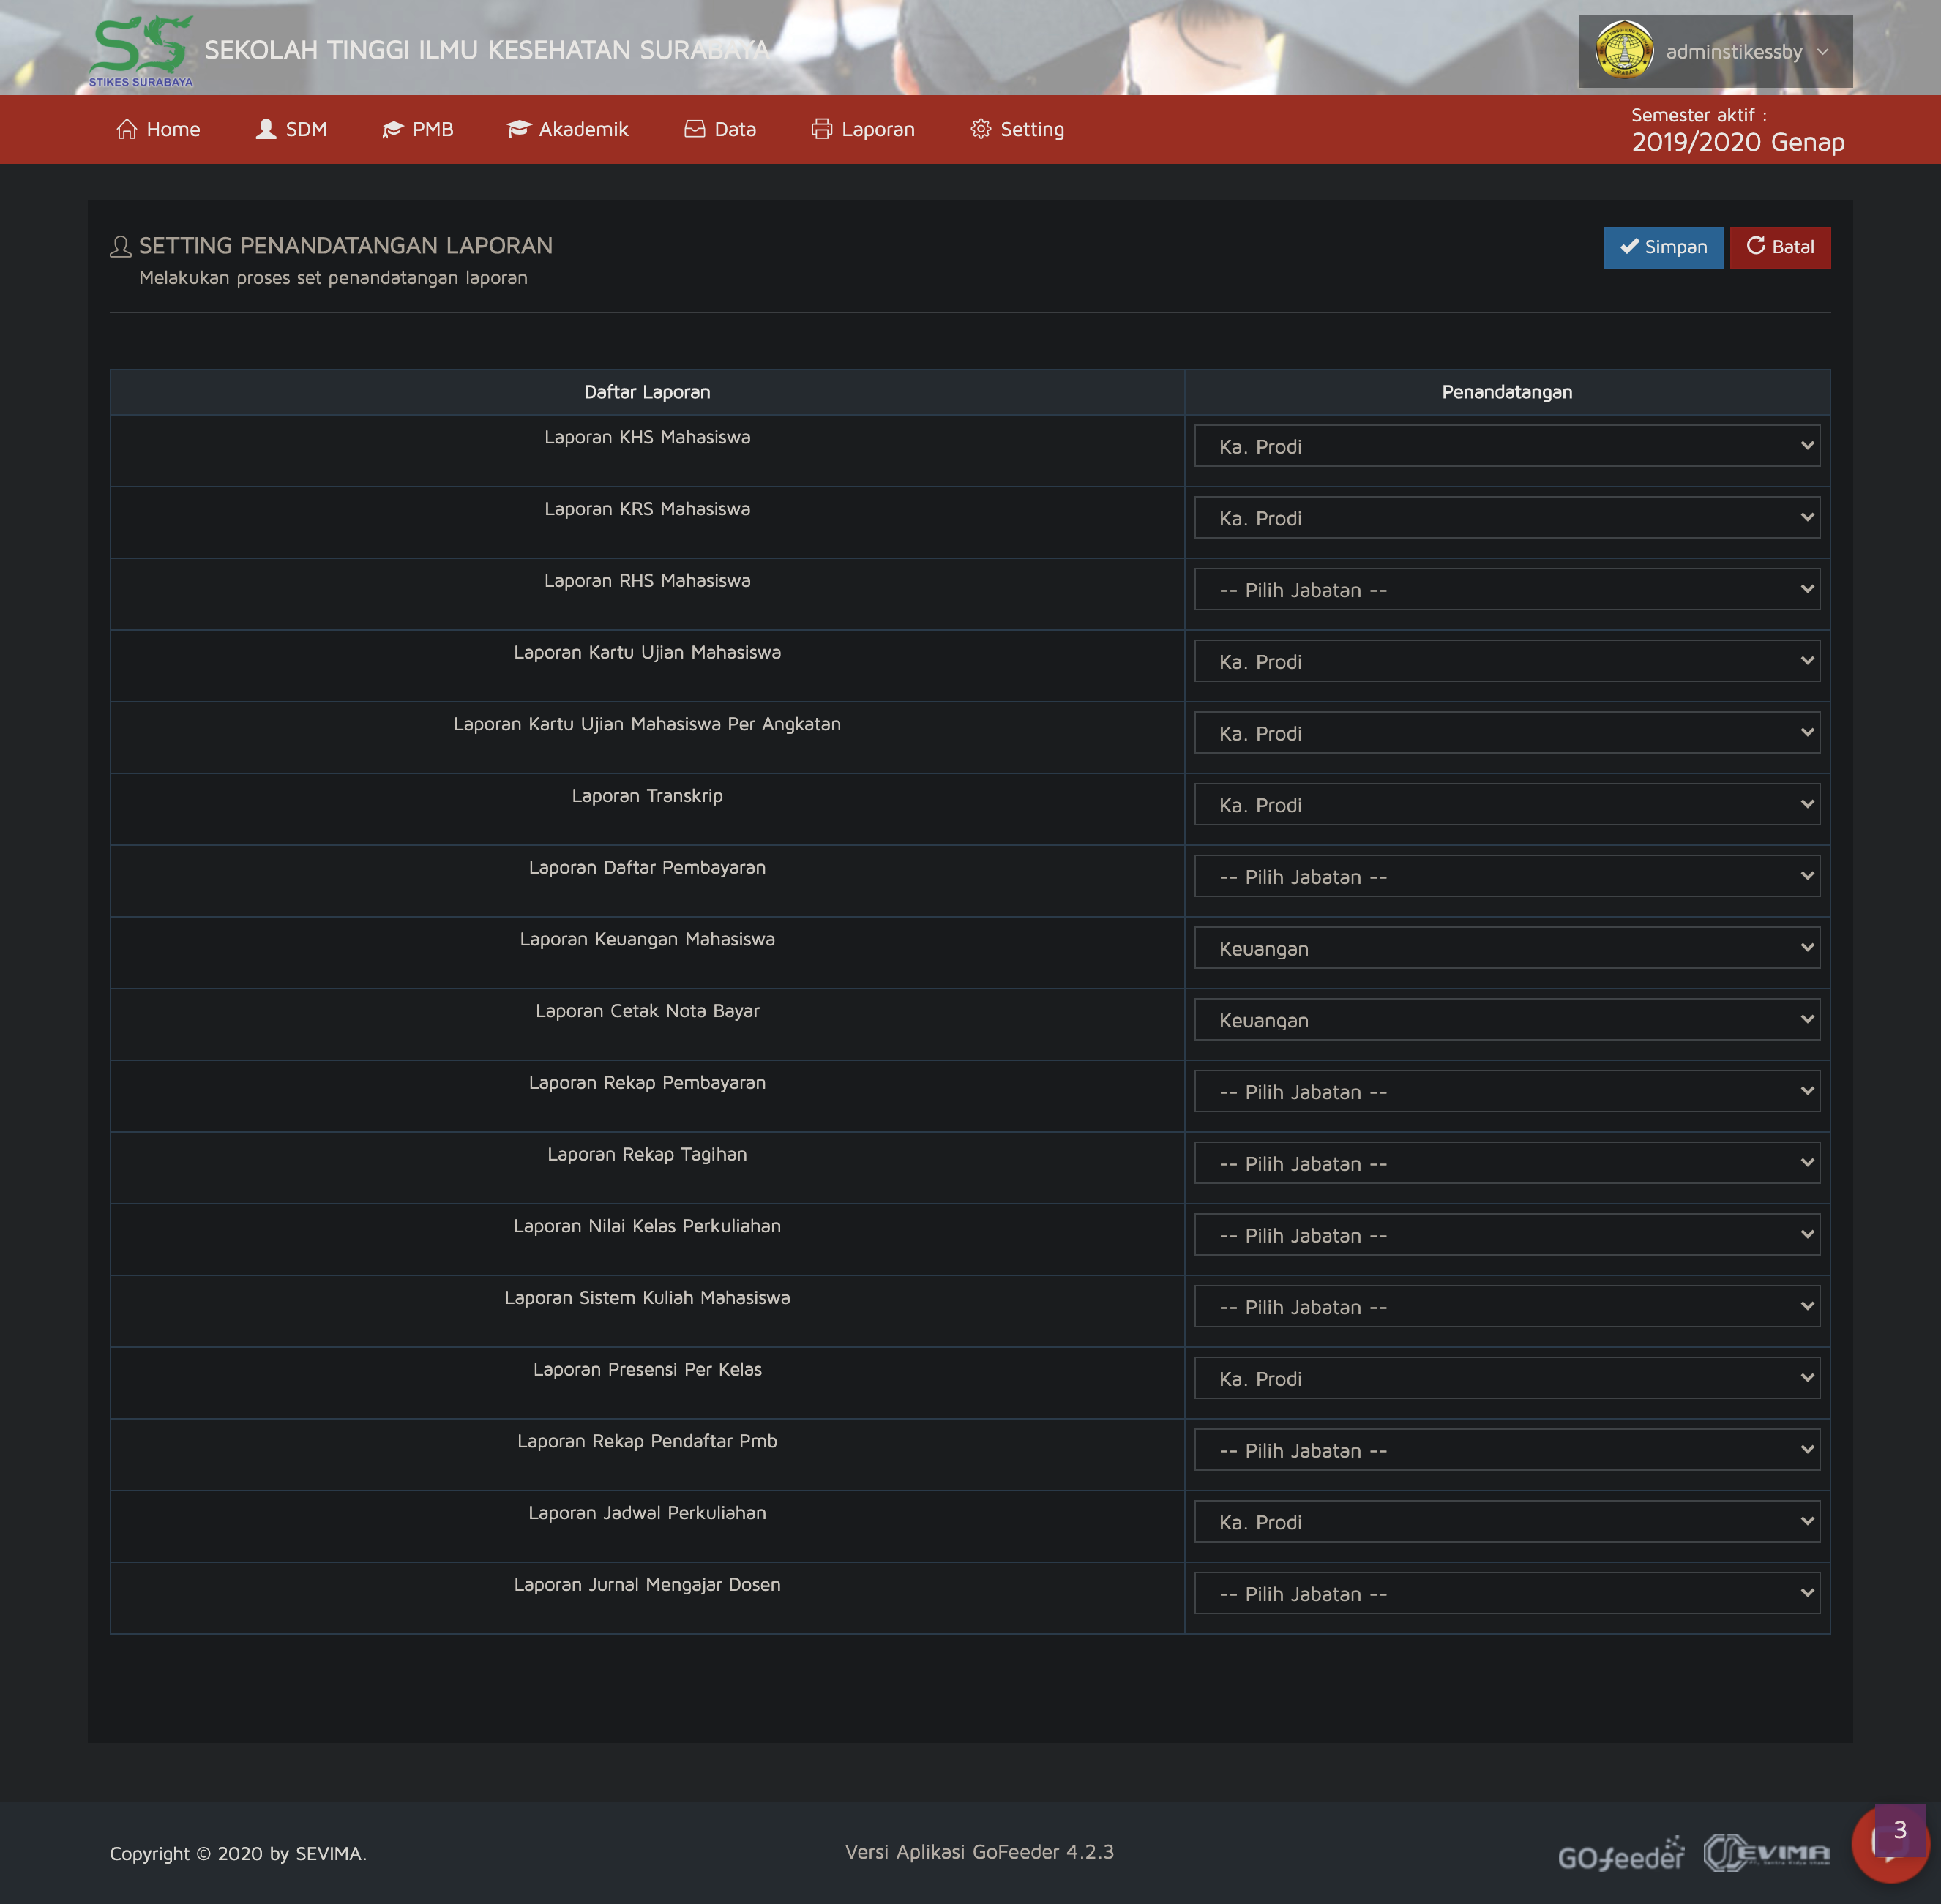 STIKES SURABAYA
SEKOLAH TINGGI ILMU KESEHATAN SURABAYA
adminstikessby
Home SDM PMB Akademik Data Laporan Setting
Semester aktif :
2019/2020 Genap
SETTING PENANDATANGAN LAPORAN
Melakukan proses set penandatangan laporan
Simpan Batal
Daftar Laporan Penandatangan
Laporan KHS Mahasiswa Ka. Prodi
Laporan KRS Mahasiswa Ka. Prodi
Laporan RHS Mahasiswa -- Pilih Jabatan --
Laporan Kartu Ujian Mahasiswa Ka. Prodi
Laporan Kartu Ujian Mahasiswa Per Angkatan Ka. Prodi
Laporan Transkrip Ka. Prodi
Laporan Daftar Pembayaran -- Pilih Jabatan --
Laporan Keuangan Mahasiswa Keuangan
Laporan Cetak Nota Bayar Keuangan
Laporan Rekap Pembayaran -- Pilih Jabatan --
Laporan Rekap Tagihan -- Pilih Jabatan --
Laporan Nilai Kelas Perkuliahan -- Pilih Jabatan --
Laporan Sistem Kuliah Mahasiswa -- Pilih Jabatan --
Laporan Presensi Per Kelas Ka. Prodi
Laporan Rekap Pendaftar Pmb -- Pilih Jabatan --
Laporan Jadwal Perkuliahan Ka. Prodi
Laporan Jurnal Mengajar Dosen -- Pilih Jabatan --
Copyright © 2020 by SEVIMA.
Versi Aplikasi GoFeeder 4.2.3
GOfeeder SEVIMA
3